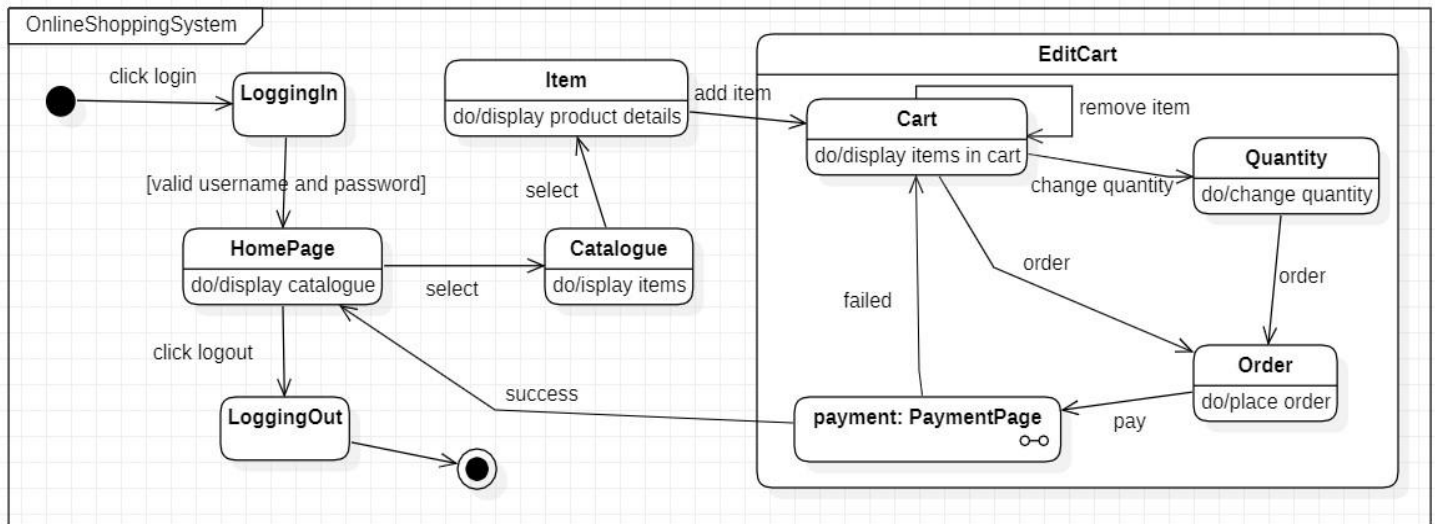 OnlineShoppingSystem
click login
LoggingIn
[valid username and password]
HomePage
do/display catalogue
click logout
LoggingOut
select
Catalogue
do/isplay items
select
Item
do/display product details
add item
EditCart
Cart
do/display items in cart
remove item
change quantity
Quantity
do/change quantity
order
order
Order
do/place order
pay
payment: PaymentPage
failed
success